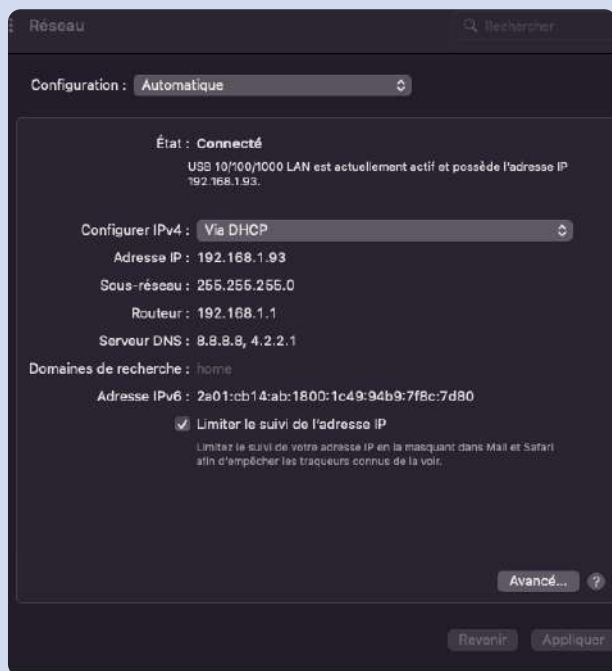 Réseau
Rechercher
Configuration : Automatique
État : Connecté
USB 10/100/1000 LAN est actuellement actif et possède l'adresse IP
192.168.1.93.
Configurer IPv4 : Via DHCP
Adresse IP : 192.168.1.93
Sous-réseau : 255.255.255.0
Routeur : 192.168.1.1
Serveur DNS : 8.8.8.8, 4.2.2.1
Domaines de recherche : home
Adresse IPv6 : 2a01:cb14:ab:1800:1c49:94b9:7f8c:7d80
Limiter le suivi de l'adresse IP
Limitez le suivi de votre adresse IP en la masquant dans Mail et Safari
afin d'empêcher les traqueurs connus de la voir.
Avancé... ?
Revenir Appliquer